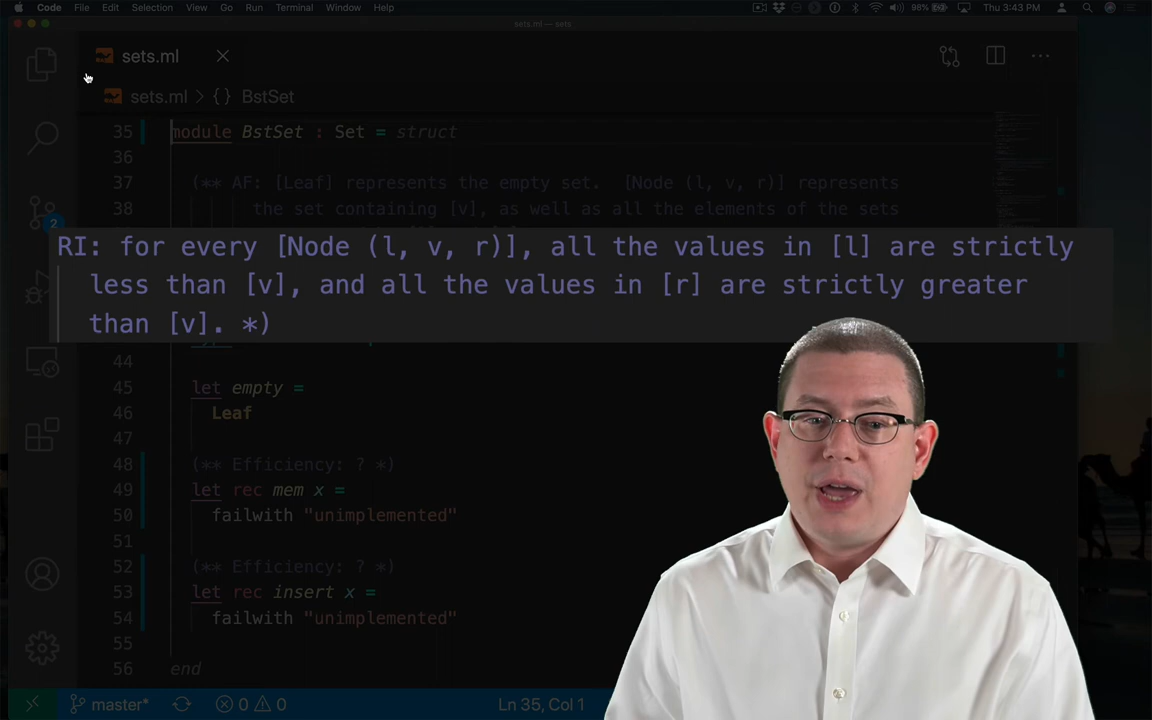 Code File Edit Selection View Go Run Terminal Window Help 98% Thu 3:43 PM
sets.ml — sets
sets.ml
sets.ml > {} BstSet
35 module BstSet : Set = struct
36
37 (** AF: [Leaf] represents the empty set. [Node (l, v, r)] represents
38 the set containing [v], as well as all the elements of the sets
2
RI: for every [Node (l, v, r)], all the values in [l] are strictly
less than [v], and all the values in [r] are strictly greater
than [v]. *)
44
45 let empty =
46 Leaf
47
48 (** Efficiency: ? *)
49 let rec mem x =
50 failwith "unimplemented"
51
52 (** Efficiency: ? *)
53 let rec insert x =
54 failwith "unimplemented"
55
56 end
master* 0 0 Ln 35, Col 1